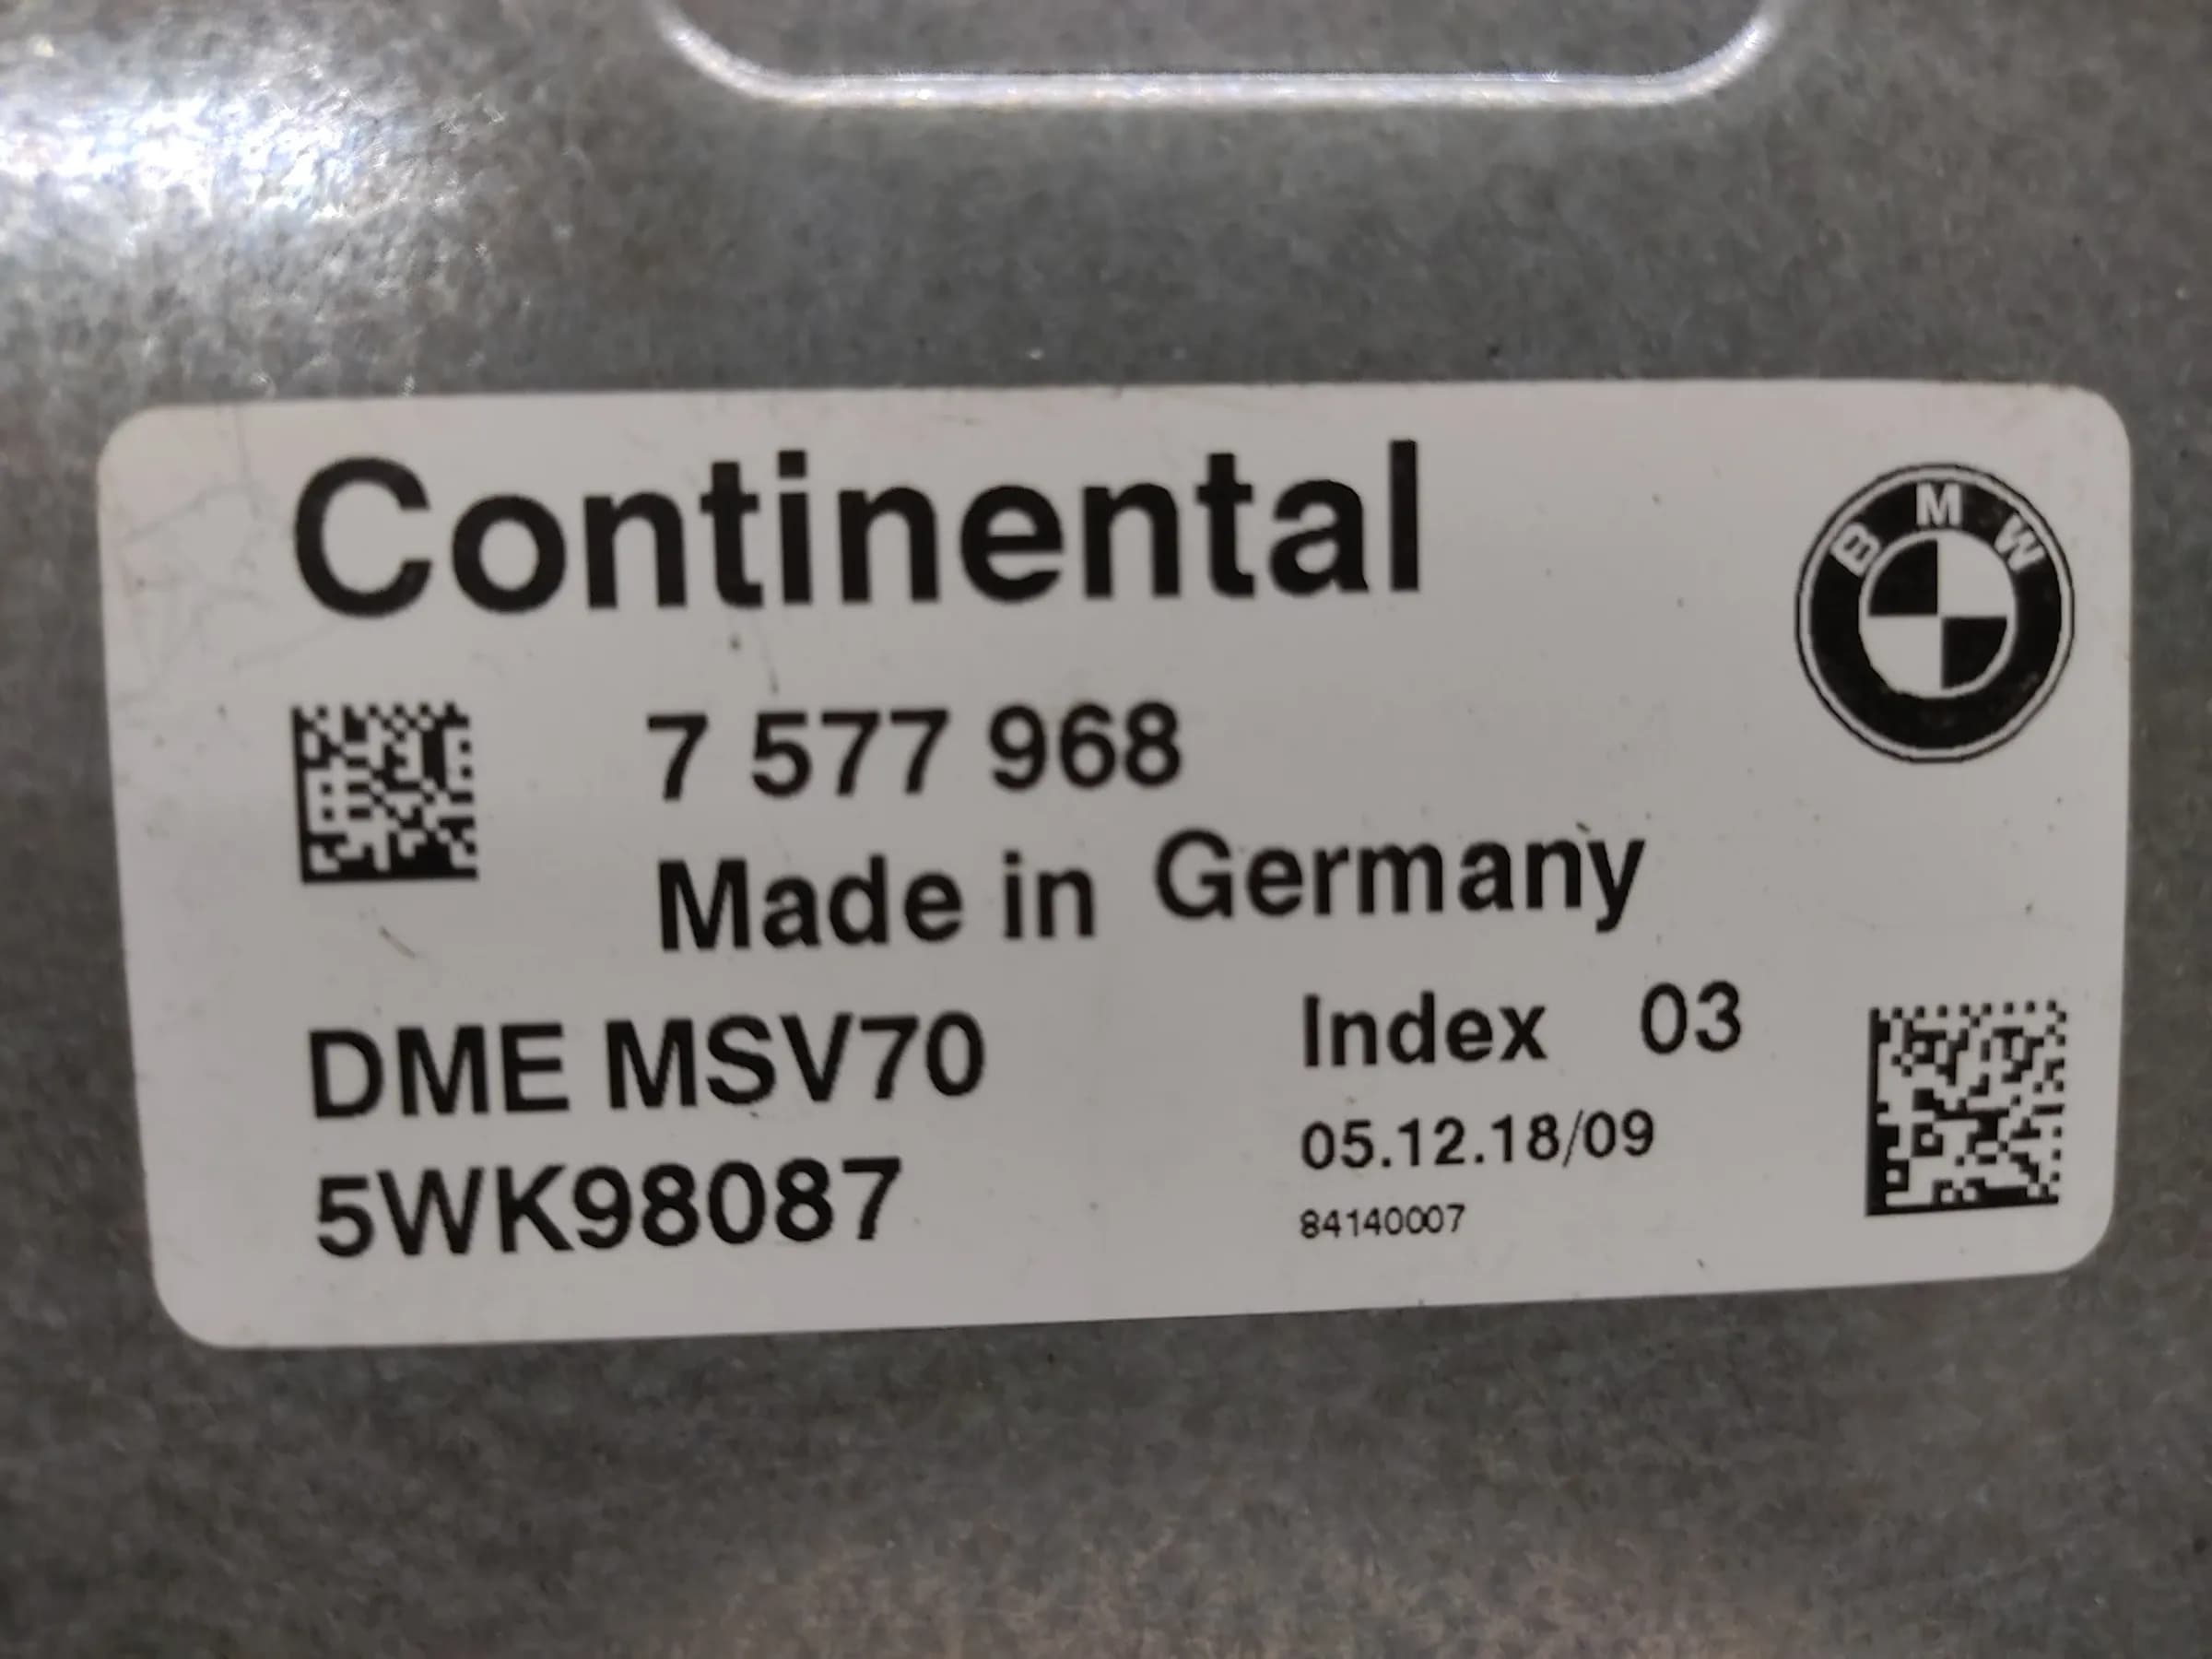 Continental
BMW
7 577 968
Made in Germany
DME MSV70
Index 03
05.12.18/09
5WK98087
84140007